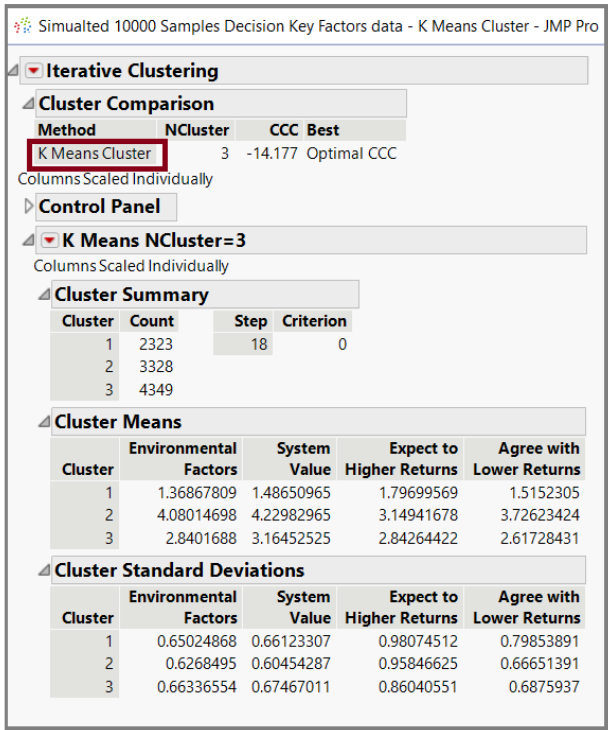 Simualted 10000 Samples Decision Key Factors data - K Means Cluster - JMP Pro
Iterative Clustering
Cluster Comparison
Method NCluster CCC Best
K Means Cluster 3 -14.177 Optimal CCC
Columns Scaled Individually
Control Panel
K Means NCluster=3
Columns Scaled Individually
Cluster Summary
Cluster Count Step Criterion
1 2323 18 0
2 3328
3 4349
Cluster Means
Environmental System Expect to Agree with
Cluster Factors Value Higher Returns Lower Returns
1 1.36867809 1.48650965 1.79699569 1.5152305
2 4.08014698 4.22982965 3.14941678 3.72623424
3 2.8401688 3.16452525 2.84264422 2.61728431
Cluster Standard Deviations
Environmental System Expect to Agree with
Cluster Factors Value Higher Returns Lower Returns
1 0.65024868 0.66123307 0.98074512 0.79853891
2 0.6268495 0.60454287 0.95846625 0.66651391
3 0.66336554 0.67467011 0.86040551 0.6875937